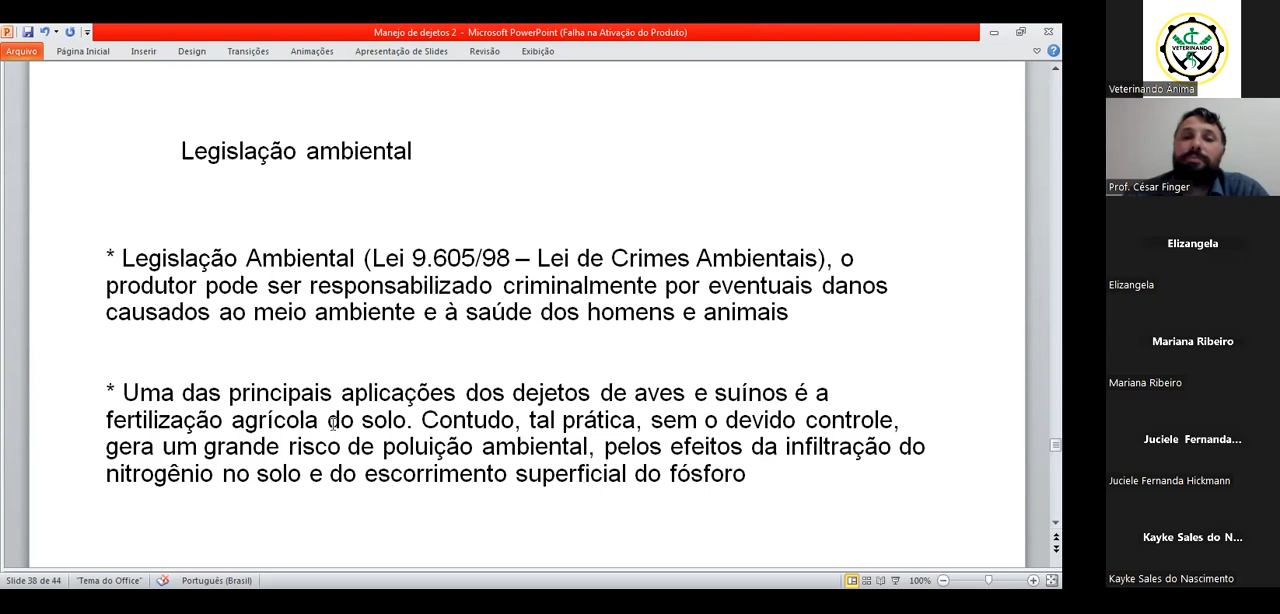 Manejo de dejetos 2 - Microsoft PowerPoint (Falha na Ativação do Produto)
Arquivo Página Inicial Inserir Design Transições Animações Apresentação de Slides Revisão Exibição
Legislação ambiental
* Legislação Ambiental (Lei 9.605/98 – Lei de Crimes Ambientais), o
produtor pode ser responsabilizado criminalmente por eventuais danos
causados ao meio ambiente e à saúde dos homens e animais
* Uma das principais aplicações dos dejetos de aves e suínos é a
fertilização agrícola do solo. Contudo, tal prática, sem o devido controle,
gera um grande risco de poluição ambiental, pelos efeitos da infiltração do
nitrogênio no solo e do escorrimento superficial do fósforo
Slide 38 de 44 "Tema do Office" Português (Brasil) 100%
VETERINANDO
Veterinando Ânima
Prof. César Finger
Elizangela
Elizangela
Mariana Ribeiro
Mariana Ribeiro
Juciele Fernanda...
Juciele Fernanda Hickmann
Kayke Sales do N...
Kayke Sales do Nascimento